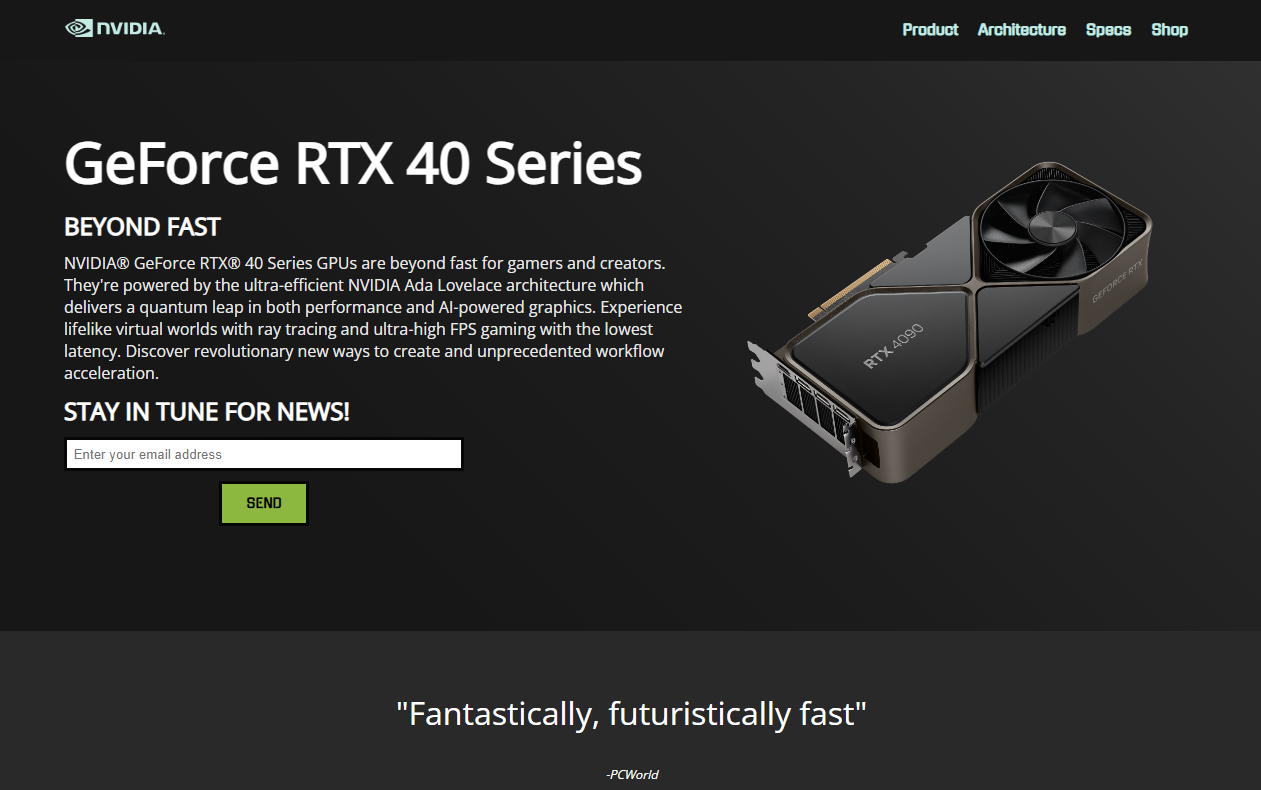 NVIDIA.
Product Architecture Specs Shop
GeForce RTX 40 Series
BEYOND FAST
NVIDIA® GeForce RTX® 40 Series GPUs are beyond fast for gamers and creators.
They're powered by the ultra-efficient NVIDIA Ada Lovelace architecture which
delivers a quantum leap in both performance and AI-powered graphics. Experience
lifelike virtual worlds with ray tracing and ultra-high FPS gaming with the lowest
latency. Discover revolutionary new ways to create and unprecedented workflow
acceleration.
GEFORCE RTX
RTX 4090
STAY IN TUNE FOR NEWS!
Enter your email address
SEND
"Fantastically, futuristically fast"
-PCWorld